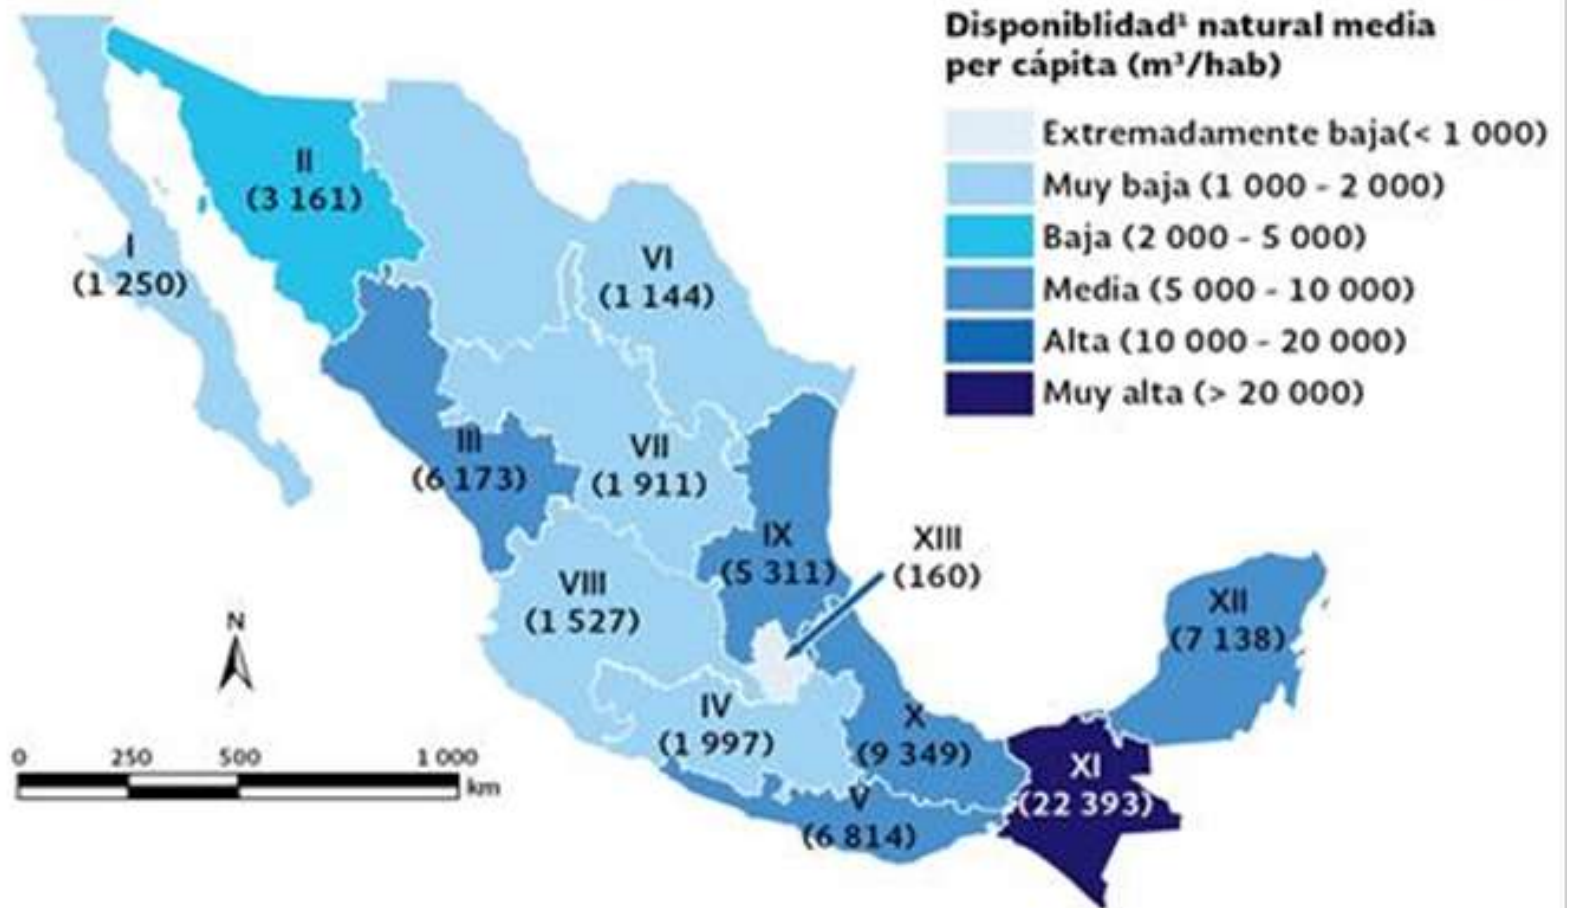 Disponiblidad¹ natural media
per cápita (m³/hab)
Extremadamente baja(< 1 000)
Muy baja (1 000 - 2 000)
Baja (2 000 - 5 000)
Media (5 000 - 10 000)
Alta (10 000 - 20 000)
Muy alta (> 20 000)
II
(3 161)
I
(1 250)
VI
(1 144)
III
(6 173)
VII
(1 911)
IX
(5 311)
XIII
(160)
VIII
(1 527)
XII
(7 138)
IV
(1 997)
X
(9 349)
XI
(22 393)
V
(6 814)
N
0 250 500 1 000
km